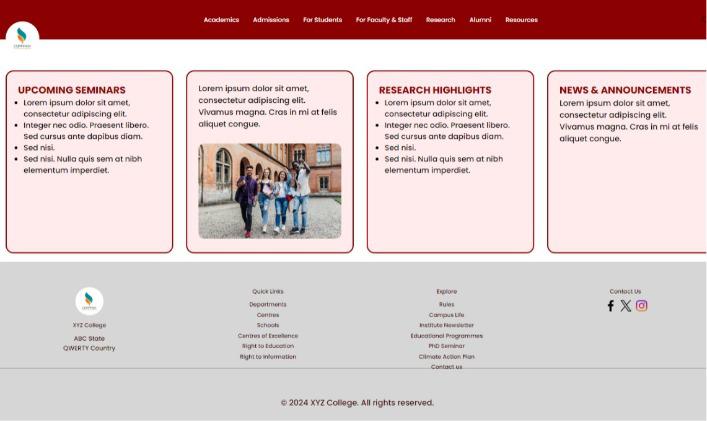 Academics Admissions For Students For Faculty & Staff Research Alumni Resources
UPCOMING SEMINARS
Lorem ipsum dolor sit amet,
consectetur adipiscing elit.
Integer nec odio. Praesent libero.
Sed cursus ante dapibus diam.
Sed nisi.
Sed nisi. Nulla quis sem at nibh
elementum imperdiet.
Lorem ipsum dolor sit amet,
consectetur adipiscing elit.
Vivamus magna. Cras in mi at felis
aliquet congue.
RESEARCH HIGHLIGHTS
Lorem ipsum dolor sit amet,
consectetur adipiscing elit.
Integer nec odio. Praesent libero.
Sed cursus ante dapibus diam.
Sed nisi.
Sed nisi. Nulla quis sem at nibh
elementum imperdiet.
NEWS & ANNOUNCEMENTS
Lorem ipsum dolor sit amet,
consectetur adipiscing elit.
Vivamus magna. Cras in mi at felis
aliquet congue.
XYZ College
ABC State
QWERTY Country
Quick Links
Departments
Centres
Schools
Centres of Excellence
Right to Education
Right to Information
Explore
Rules
Campus Life
Institute Newsletter
Educational Programmes
PhD Seminar
Climate Action Plan
Contact us
Contact Us
© 2024 XYZ College. All rights reserved.